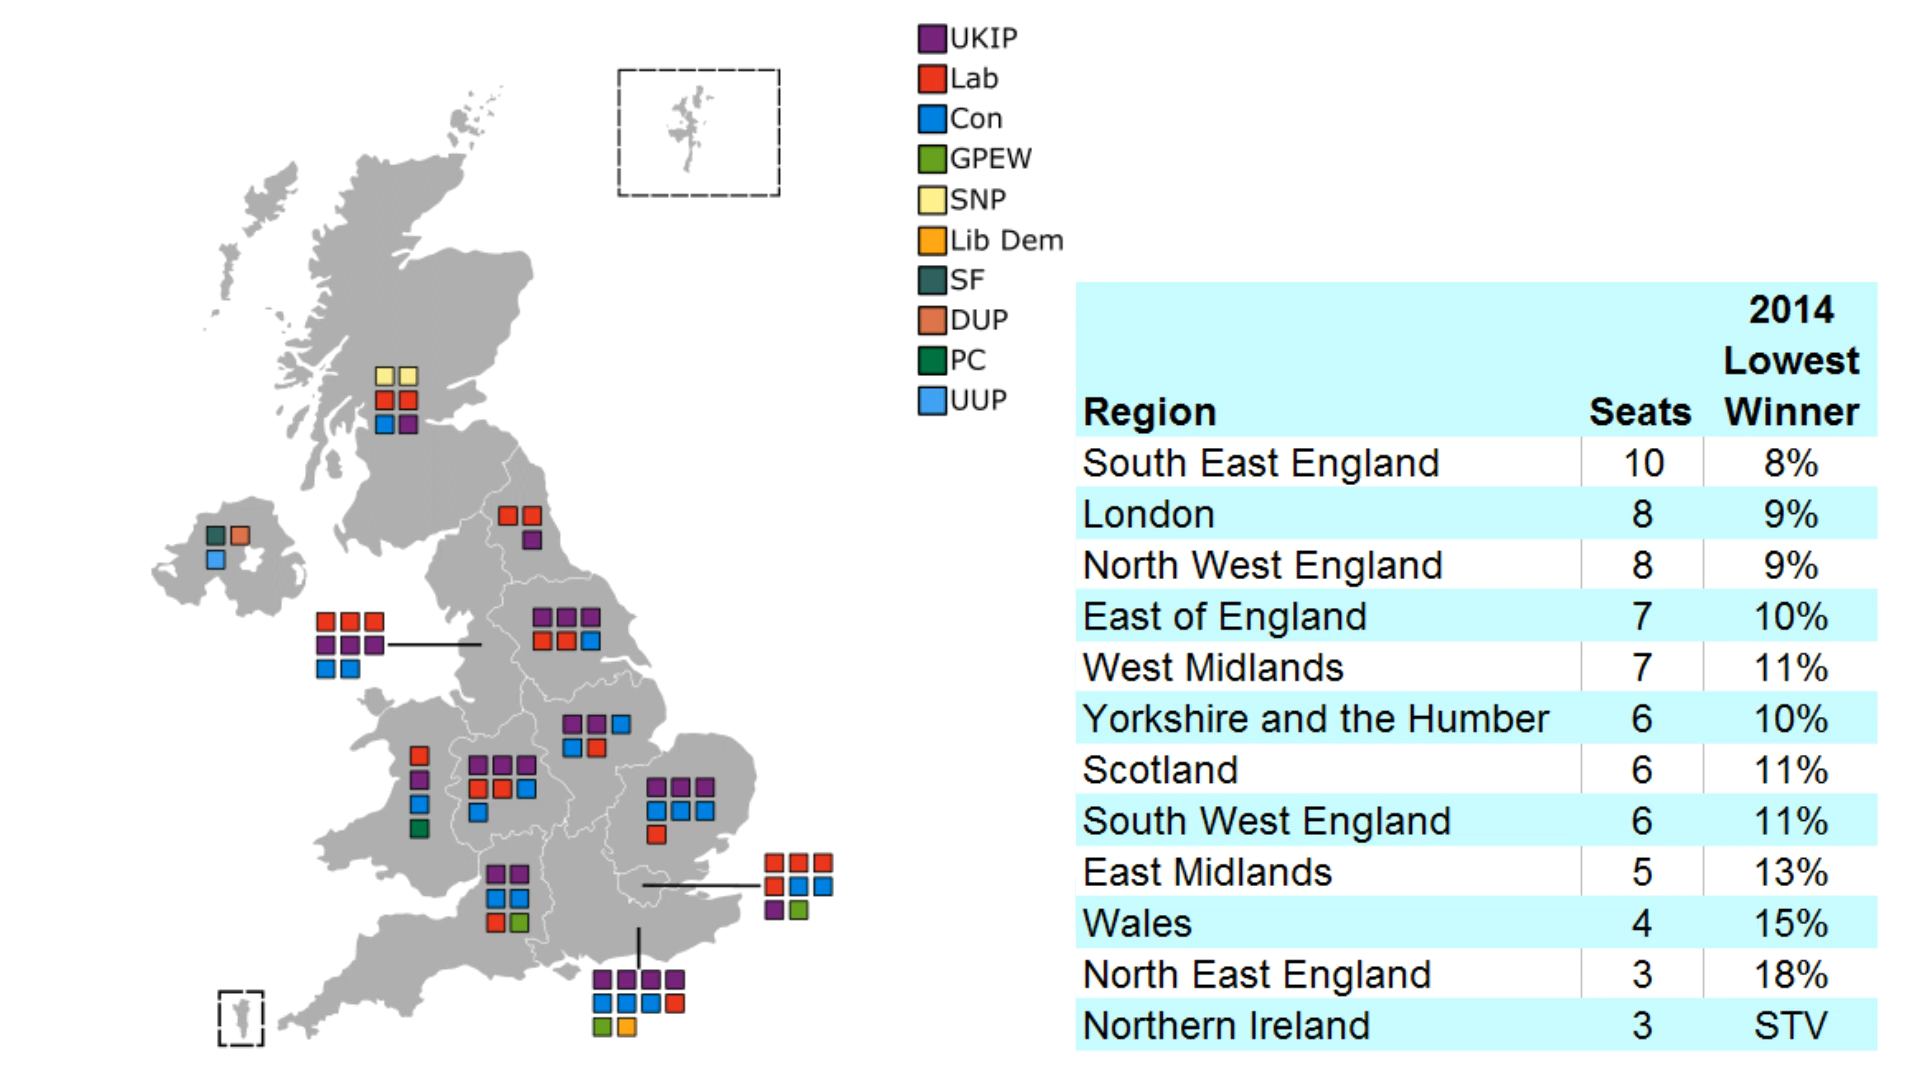 UKIP
Lab
Con
GPEW
SNP
Lib Dem
SF
DUP
PC
UUP
2014
Lowest
Region Seats Winner
South East England 10 8%
London 8 9%
North West England 8 9%
East of England 7 10%
West Midlands 7 11%
Yorkshire and the Humber 6 10%
Scotland 6 11%
South West England 6 11%
East Midlands 5 13%
Wales 4 15%
North East England 3 18%
Northern Ireland 3 STV